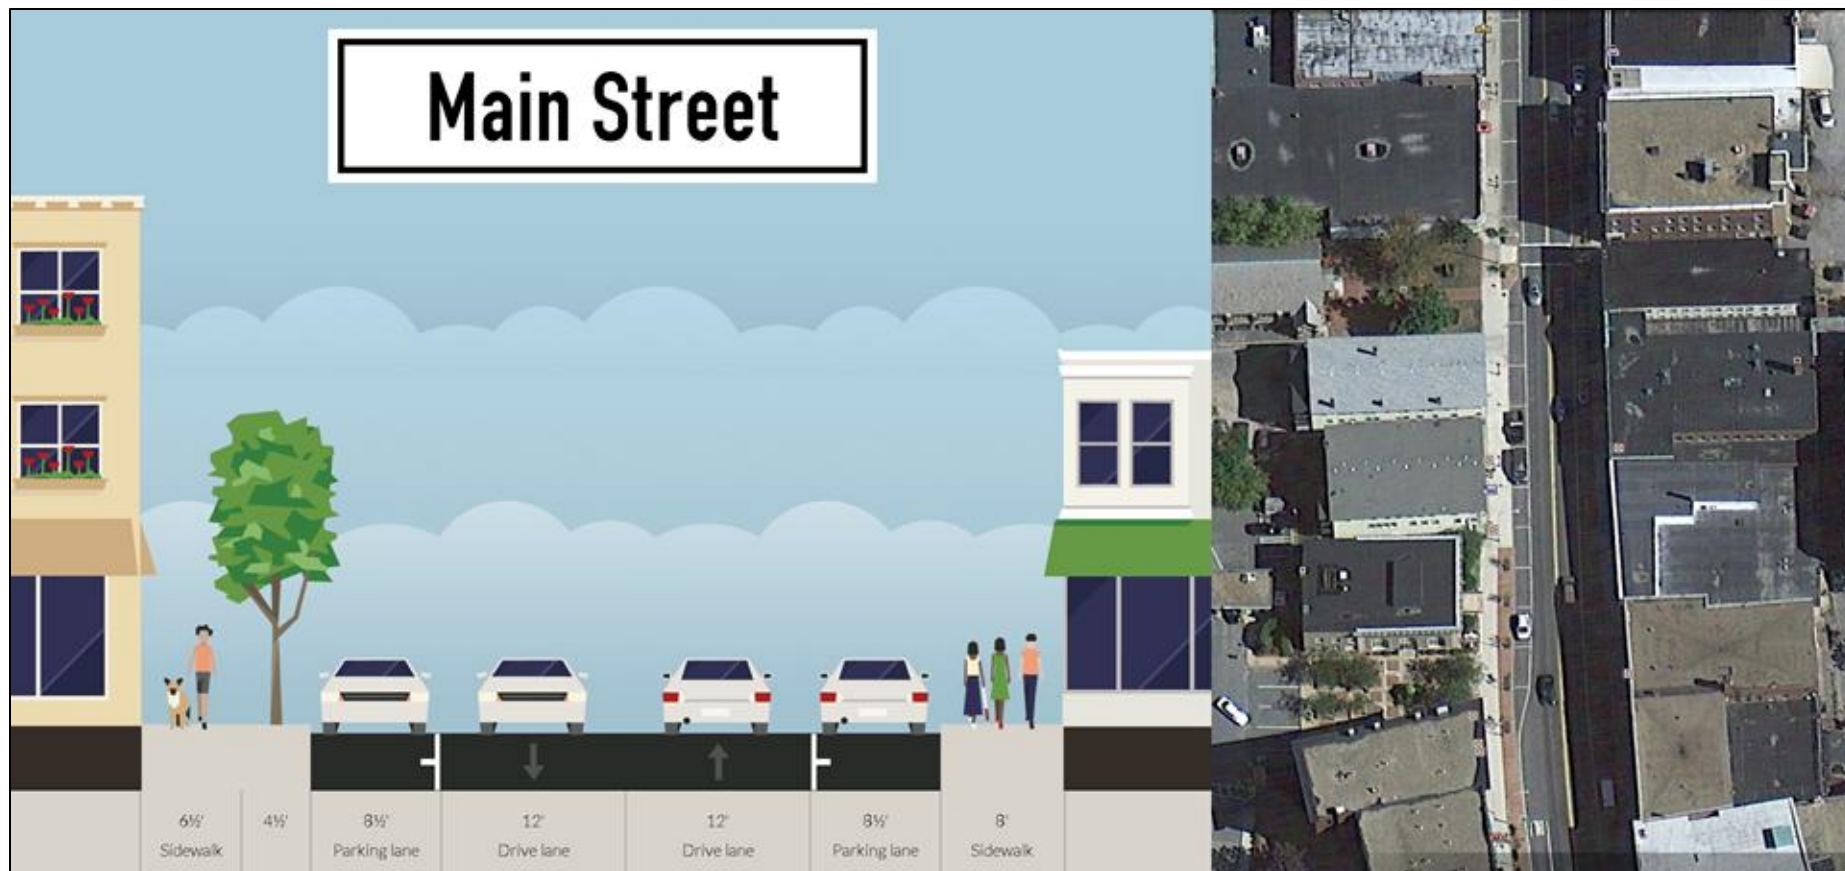 Main Street
6½' 4½' 8½' 12' 12' 8½' 8'
Sidewalk Parking lane Drive lane Drive lane Parking lane Sidewalk